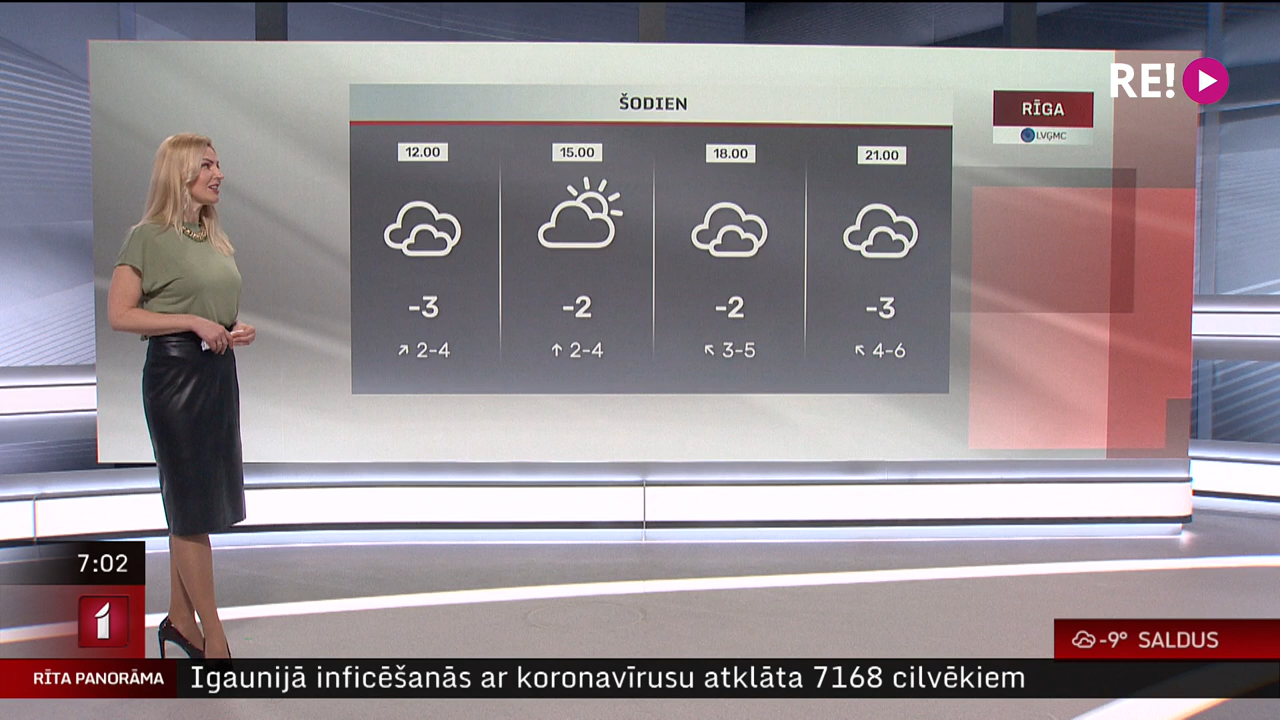 RE!
ŠODIEN
RĪGA
LVĢMC
12.00
15.00
18.00
21.00
-3
-2
-2
-3
↗ 2-4
↑ 2-4
↖ 3-5
↖ 4-6
7:02
1
-9° SALDUS
RĪTA PANORĀMA
Igaunijā inficēšanās ar koronavīrusu atklāta 7168 cilvēkiem